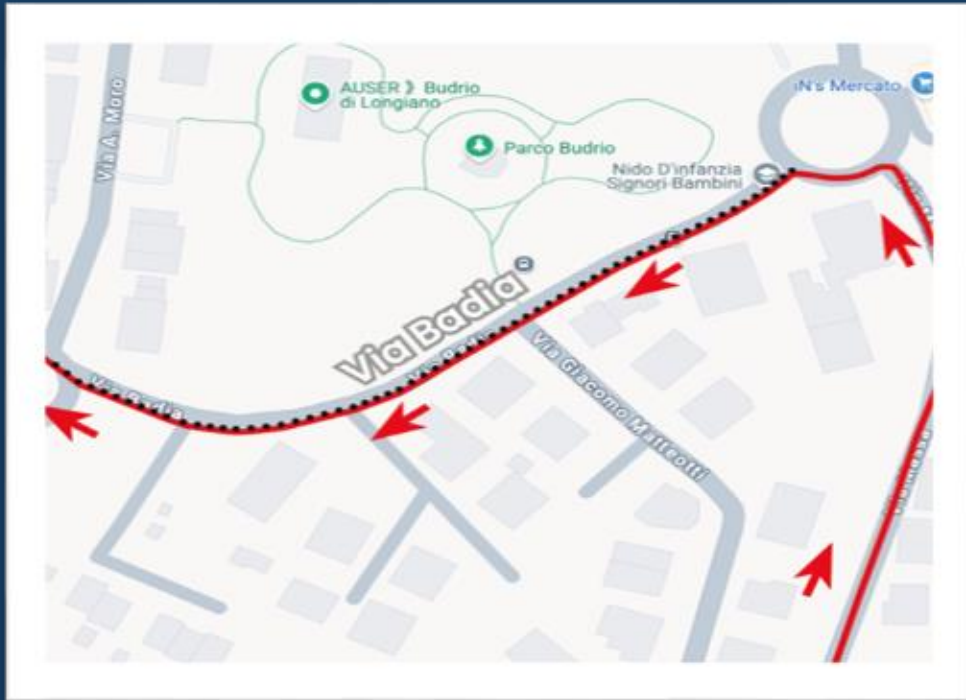 Via A. Moro
AUSER 》 Budrio
di Longiano
iN's Mercato
Parco Budrio
Nido D'infanzia
Signori Bambini
Via Badia
Via Giacomo Matteotti
Via Badia